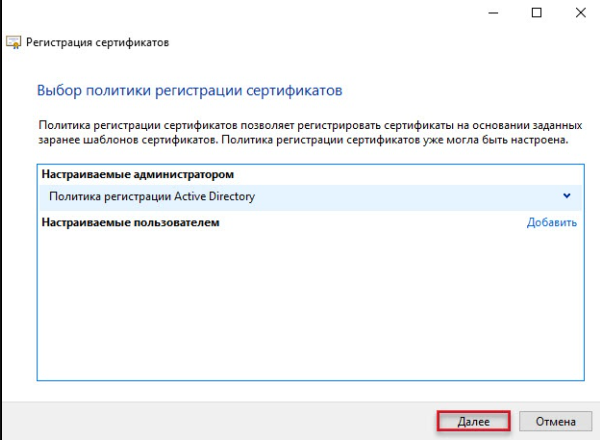 Регистрация сертификатов
Выбор политики регистрации сертификатов
Политика регистрации сертификатов позволяет регистрировать сертификаты на основании заданных
заранее шаблонов сертификатов. Политика регистрации сертификатов уже могла быть настроена.
Настраиваемые администратором
Политика регистрации Active Directory
Настраиваемые пользователем
Добавить
Далее
Отмена